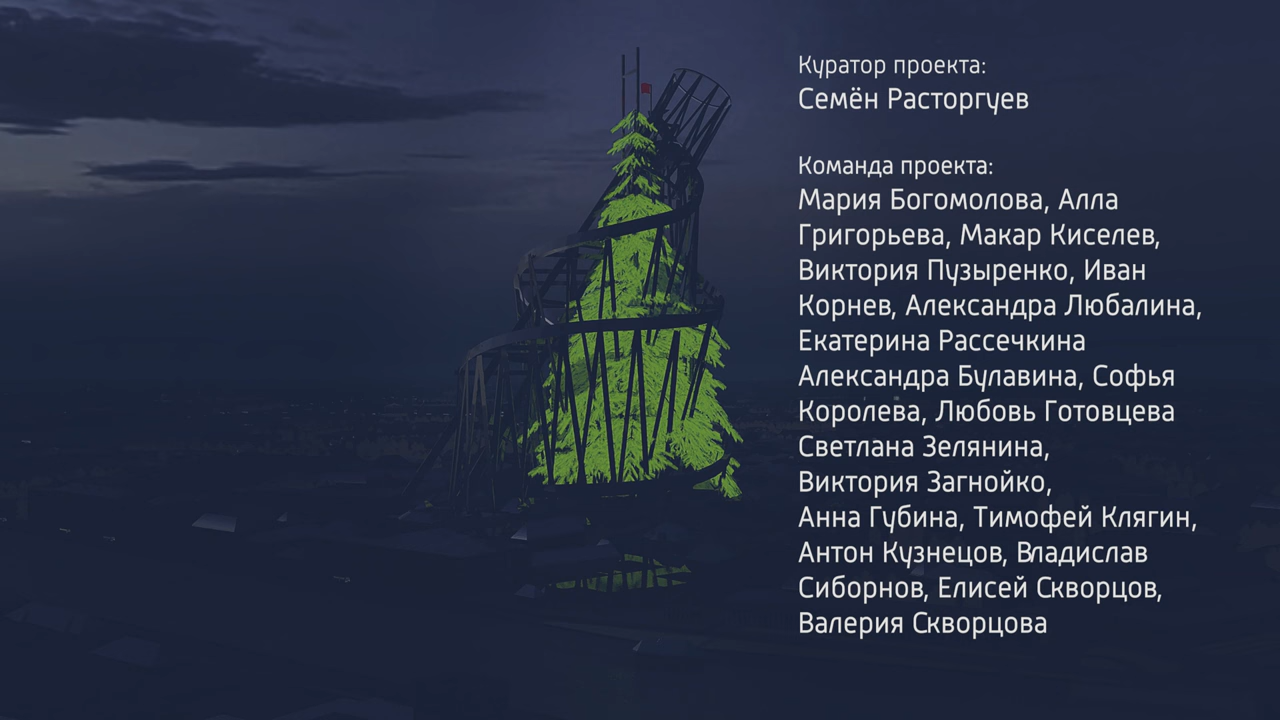 Куратор проекта:
Семён Расторгуев
Команда проекта:
Мария Богомолова, Алла
Григорьева, Макар Киселев,
Виктория Пузыренко, Иван
Корнев, Александра Любалина,
Екатерина Рассечкина
Александра Булавина, Софья
Королева, Любовь Готовцева
Светлана Зелянина,
Виктория Загнойко,
Анна Губина, Тимофей Клягин,
Антон Кузнецов, Владислав
Сиборнов, Елисей Скворцов,
Валерия Скворцова